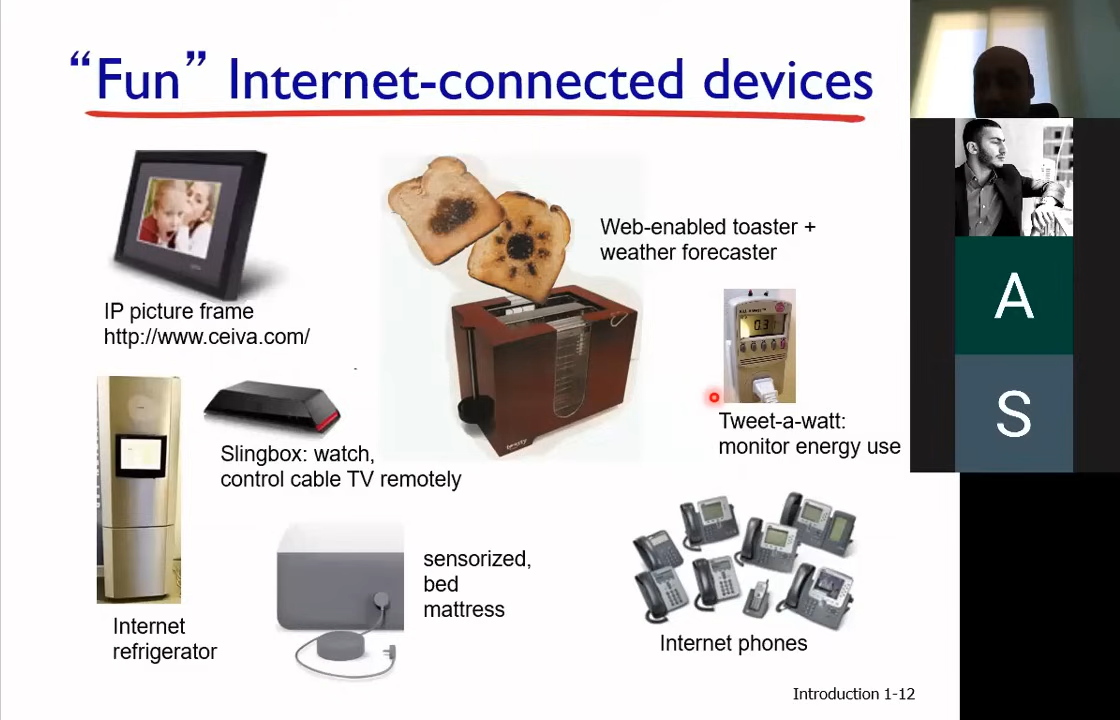 “Fun” Internet-connected devices
IP picture frame
http://www.ceiva.com/
Web-enabled toaster +
weather forecaster
Tweet-a-watt:
monitor energy use
Slingbox: watch,
control cable TV remotely
Internet
refrigerator
sensorized,
bed
mattress
Internet phones
Introduction 1-12
A
S